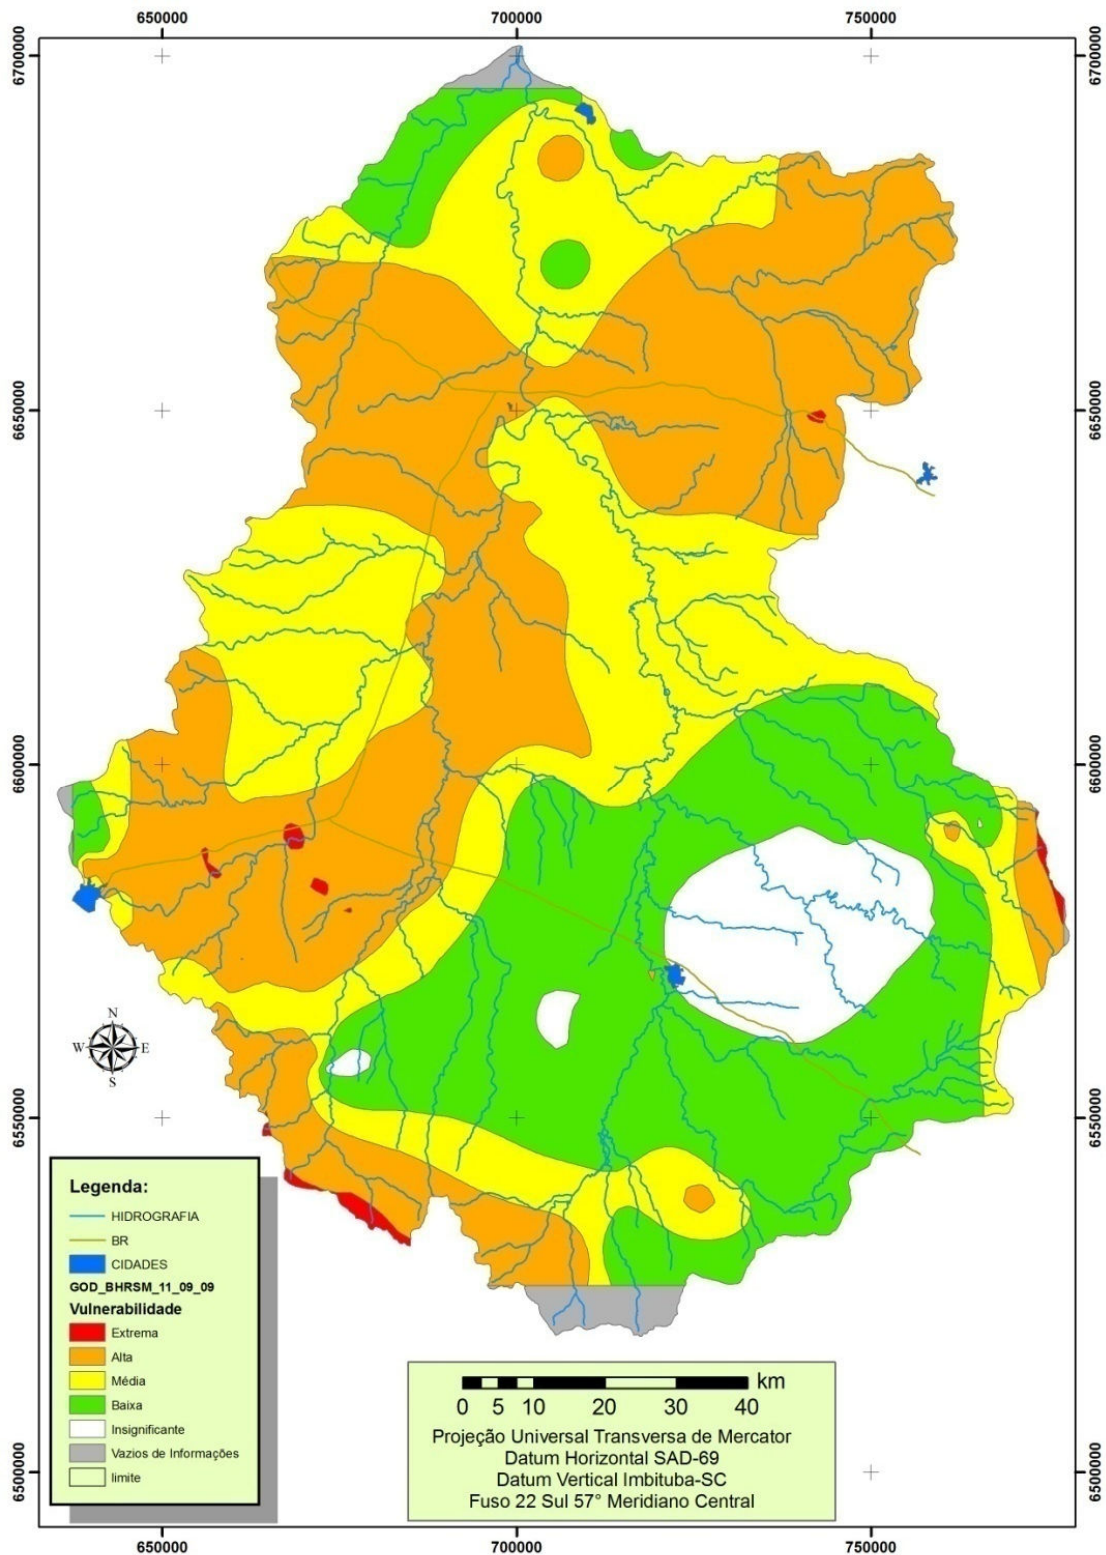 650000 700000 750000
6700000 6700000
6650000 6650000
6600000 6600000
6550000 6550000
6500000 6500000
N
W E
S
Legenda:
HIDROGRAFIA
BR
CIDADES
GOD_BHRSM_11_09_09
Vulnerabilidade
Extrema
Alta
Média
Baixa
Insignificante
Vazios de Informações
limite
km
0 5 10 20 30 40
Projeção Universal Transversa de Mercator
Datum Horizontal SAD-69
Datum Vertical Imbituba-SC
Fuso 22 Sul 57° Meridiano Central
650000 700000 750000